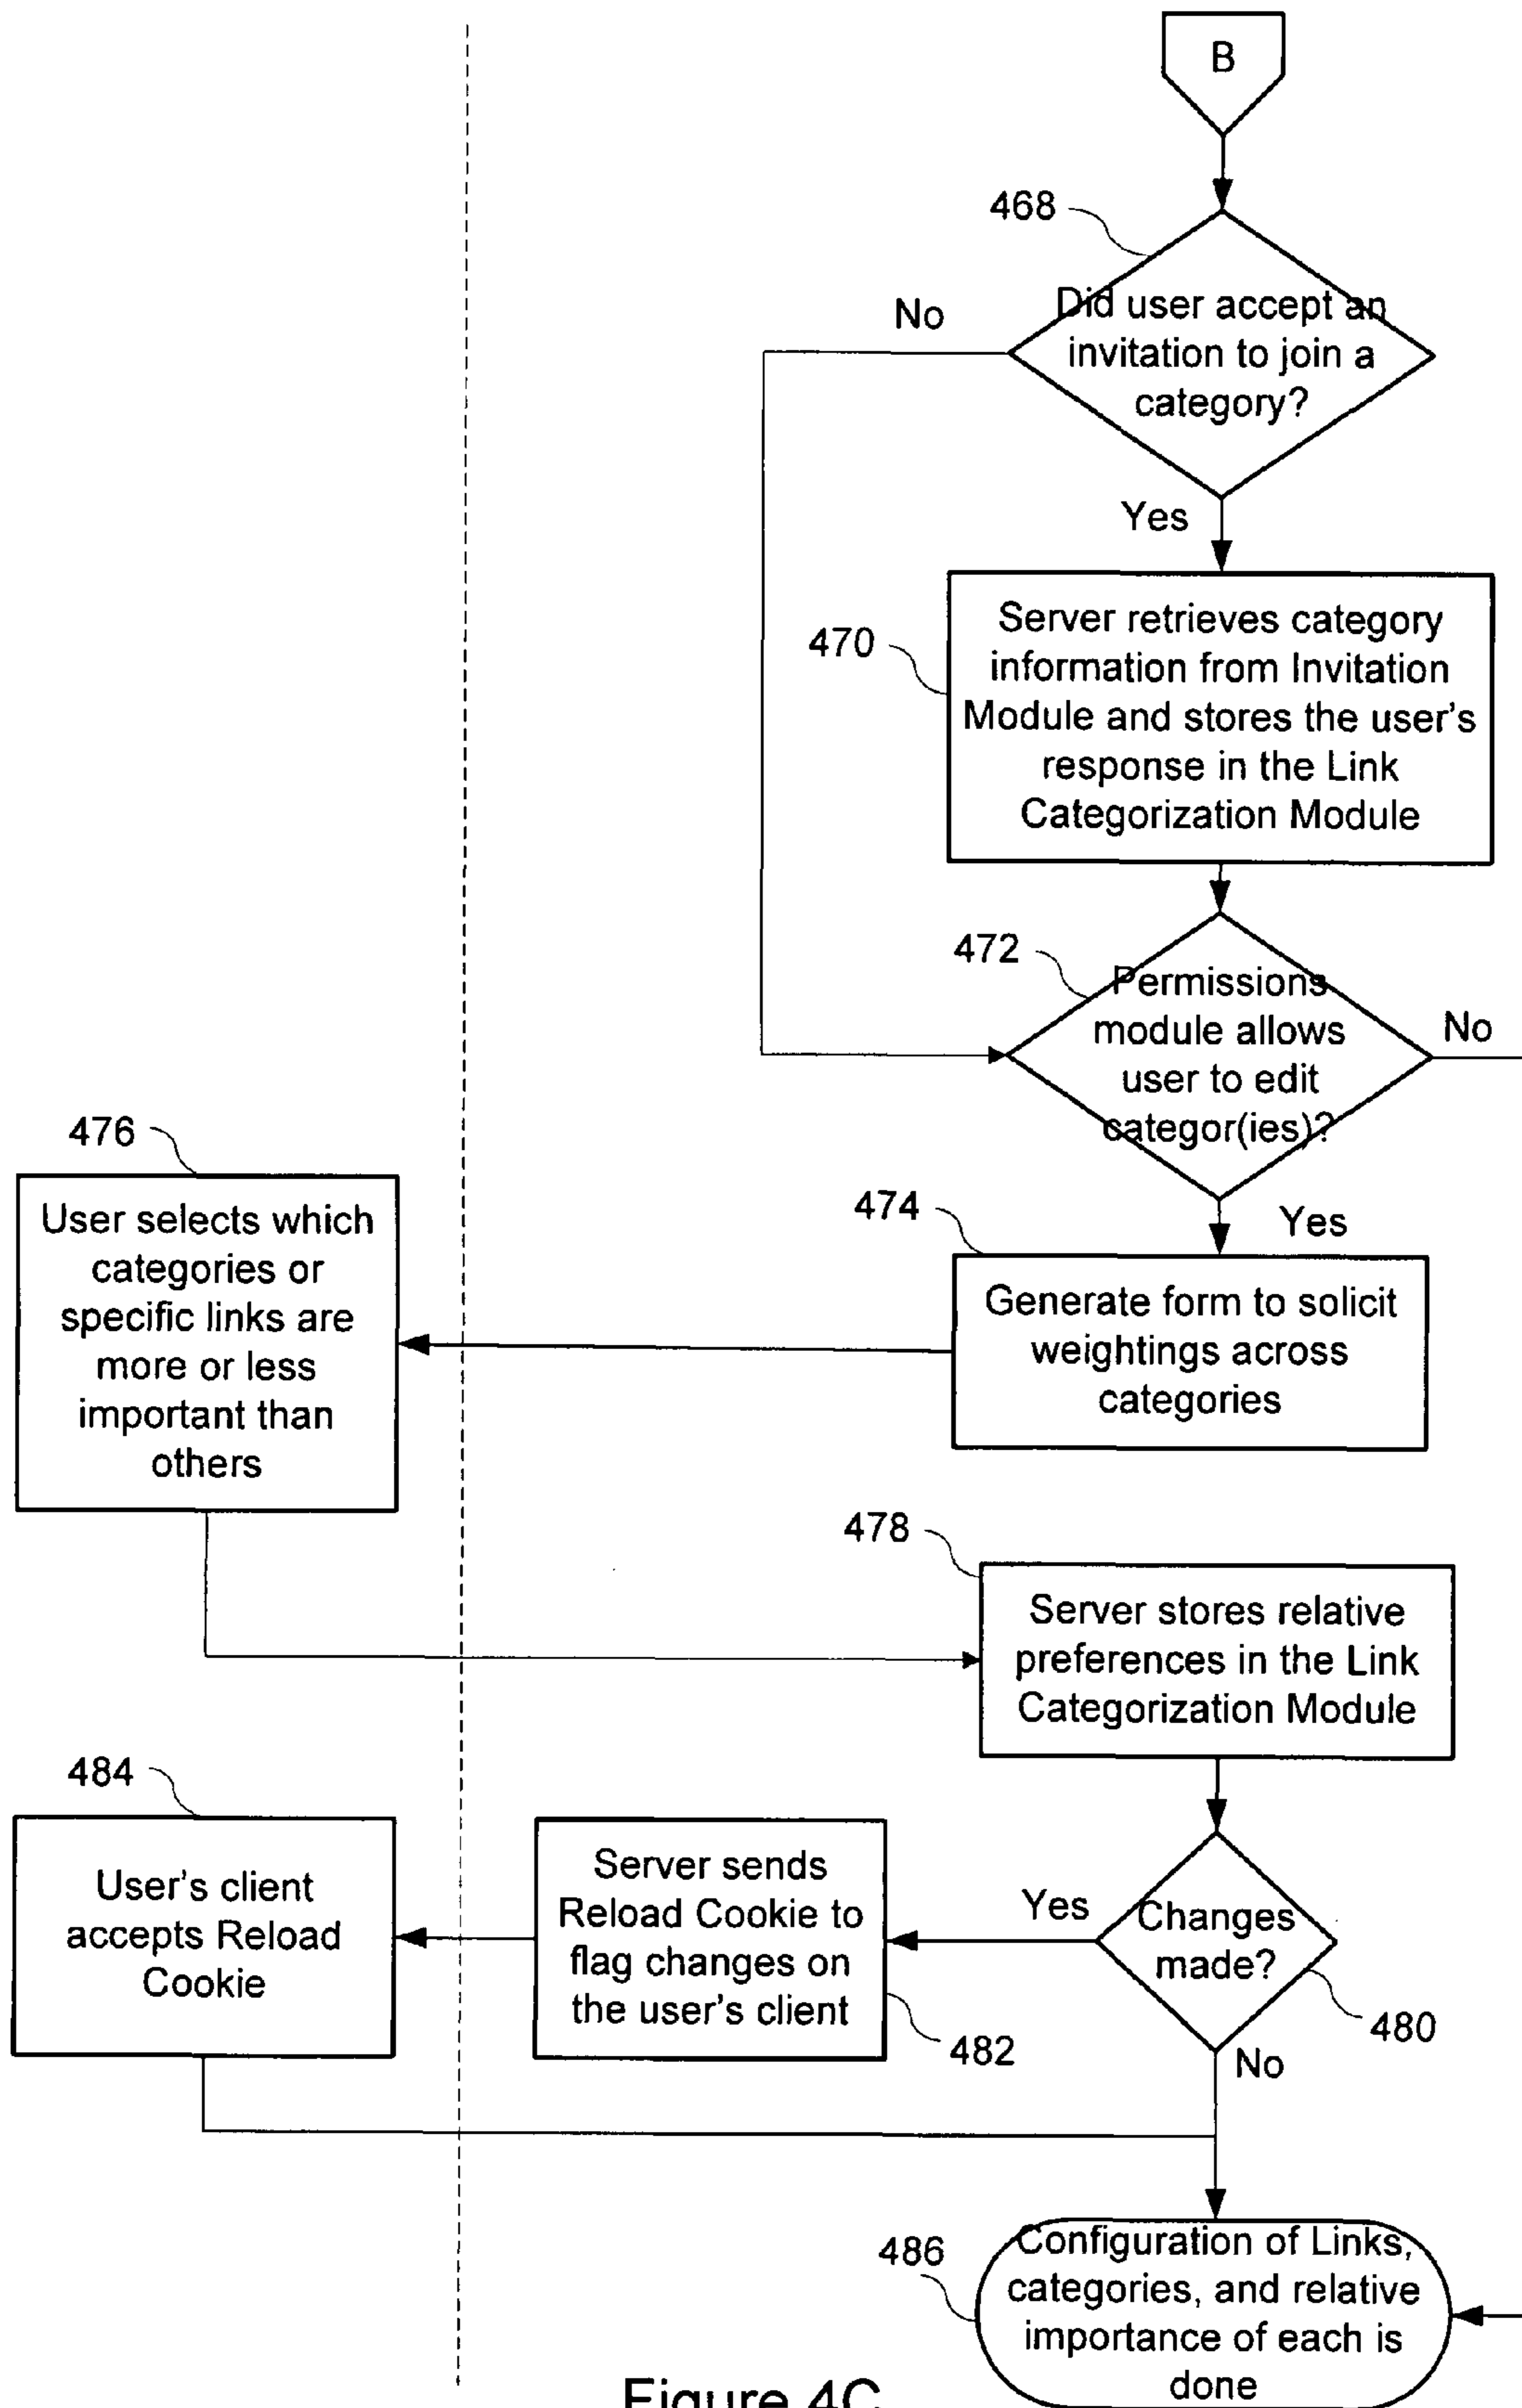 B
468
Did user accept an
invitation to join a
category?
No
Yes
470
Server retrieves category
information from Invitation
Module and stores the user's
response in the Link
Categorization Module
472
Permissions
module allows
user to edit
categor(ies)?
No
Yes
474
Generate form to solicit
weightings across
categories
476
User selects which
categories or
specific links are
more or less
important than
others
478
Server stores relative
preferences in the Link
Categorization Module
480
Changes
made?
Yes
No
482
Server sends
Reload Cookie to
flag changes on
the user's client
484
User's client
accepts Reload
Cookie
486
Configuration of Links,
categories, and relative
importance of each is
done
Figure 4C